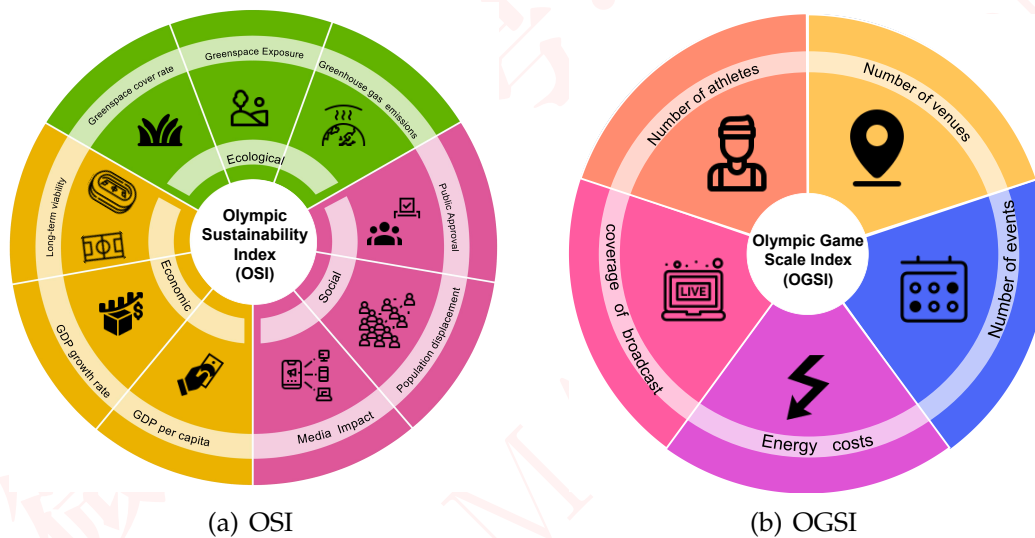 Greenspace cover rate
Greenspace Exposure
Greenhouse gas emissions
Ecological
Public Approval
Population displacement
Media Impact
Social
GDP per capita
GDP growth rate
Long-term viability
Economic
Olympic
Sustainability
Index
(OSI)
(a) OSI
Number of athletes
Number of venues
Number of events
Energy costs
coverage of broadcast
LIVE
Olympic Game
Scale Index
(OGSI)
(b) OGSI